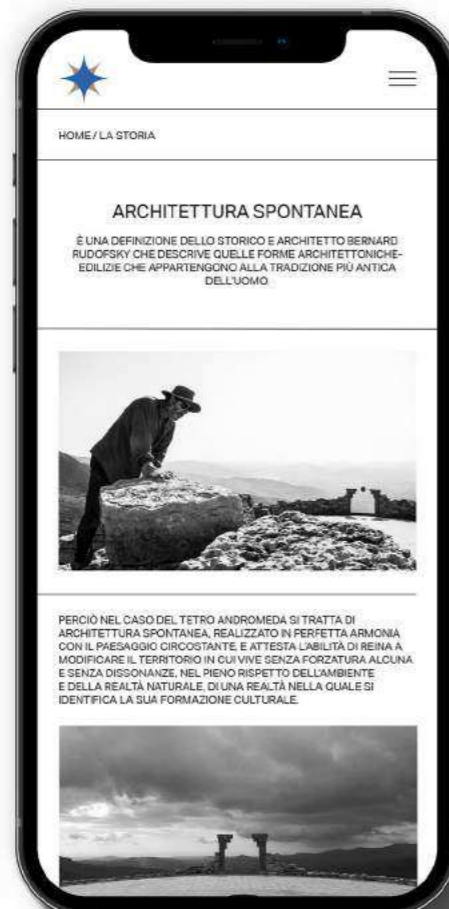 HOME / LA STORIA
ARCHITETTURA SPONTANEA
È UNA DEFINIZIONE DELLO STORICO E ARCHITETTO BERNARD
RUDOFSKY CHE DESCRIVE QUELLE FORME ARCHITETTONICHE-
EDILIZIE CHE APPARTENGONO ALLA TRADIZIONE PIÙ ANTICA
DELL'UOMO
PERCIÒ NEL CASO DEL TETRO ANDROMEDA SI TRATTA DI
ARCHITETTURA SPONTANEA, REALIZZATO IN PERFETTA ARMONIA
CON IL PAESAGGIO CIRCOSTANTE, E ATTESTA L'ABILITÀ DI REINA A
MODIFICARE IL TERRITORIO IN CUI VIVE SENZA FORZATURA ALCUNA
E SENZA DISSONANZE, NEL PIENO RISPETTO DELL'AMBIENTE
E DELLA REALTÀ NATURALE, DI UNA REALTÀ NELLA QUALE SI
IDENTIFICA LA SUA FORMAZIONE CULTURALE.